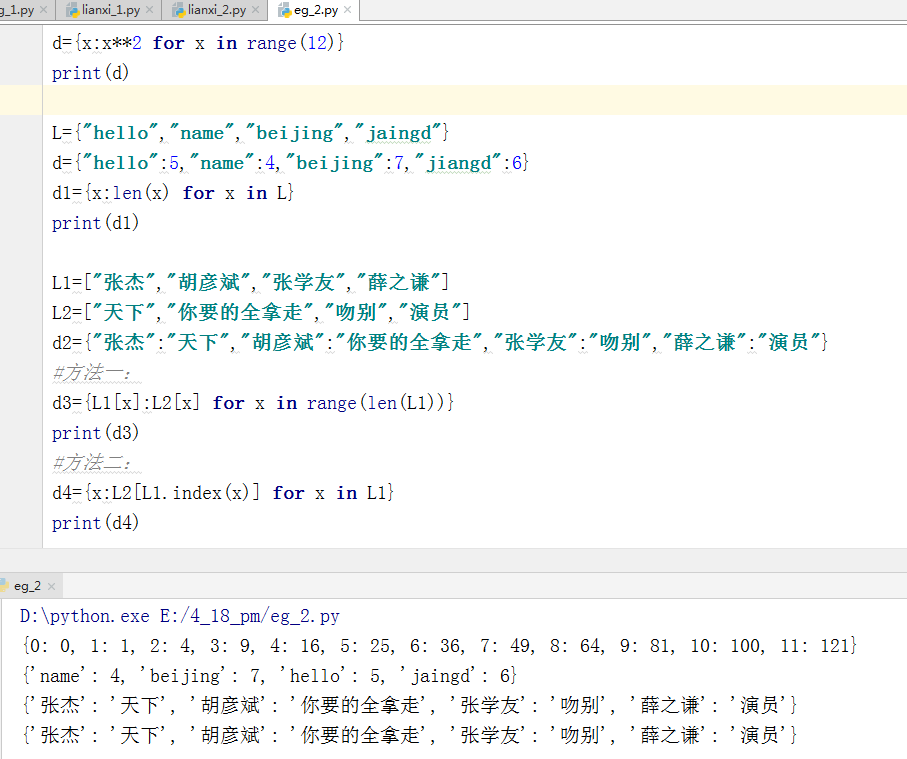 g_1.py lianxi_1.py lianxi_2.py eg_2.py
d={x:x**2 for x in range(12)}
print(d)
L={"hello","name","beijing","jaingd"}
d={"hello":5,"name":4,"beijing":7,"jiangd":6}
d1={x:len(x) for x in L}
print(d1)
L1=["张杰","胡彦斌","张学友","薛之谦"]
L2=["天下","你要的全拿走","吻别","演员"]
d2={"张杰":"天下","胡彦斌":"你要的全拿走","张学友":"吻别","薛之谦":"演员"}
#方法一：
d3={L1[x]:L2[x] for x in range(len(L1))}
print(d3)
#方法二：
d4={x:L2[L1.index(x)] for x in L1}
print(d4)
eg_2
D:\python.exe E:/4_18_pm/eg_2.py
{0: 0, 1: 1, 2: 4, 3: 9, 4: 16, 5: 25, 6: 36, 7: 49, 8: 64, 9: 81, 10: 100, 11: 121}
{'name': 4, 'beijing': 7, 'hello': 5, 'jaingd': 6}
{'张杰': '天下', '胡彦斌': '你要的全拿走', '张学友': '吻别', '薛之谦': '演员'}
{'张杰': '天下', '胡彦斌': '你要的全拿走', '张学友': '吻别', '薛之谦': '演员'}